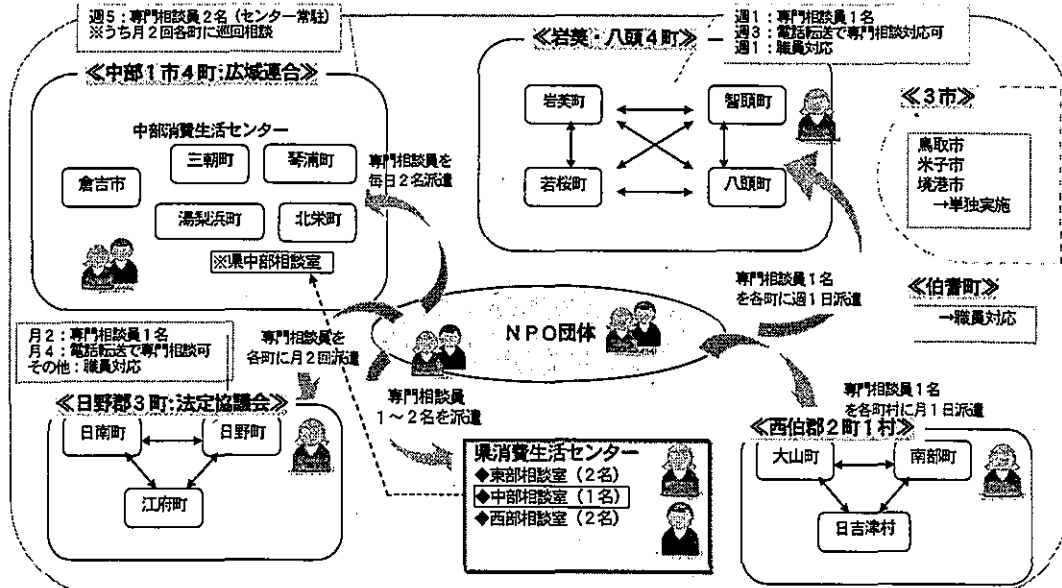 週5：専門相談員2名（センター常駐）
※うち月2回各町に巡回相談
≪中部1市4町:広域連合≫
中部消費生活センター
三朝町
琴浦町
倉吉市
湯梨浜町
北栄町
※県中部相談室
専門相談員を
毎日2名派遣
≪岩美・八頭4町≫
週1：専門相談員1名
週3：電話転送で専門相談対応可
週1：職員対応
岩美町
智頭町
若桜町
八頭町
≪3市≫
鳥取市
米子市
境港市
→単独実施
専門相談員1名
を各町に週1日派遣
≪伯耆町≫
→職員対応
NPO団体
月2：専門相談員1名
月4：電話転送で専門相談可
その他：職員対応
専門相談員を
各町に月2回派遣
≪日野郡3町:法定協議会≫
日南町
日野町
江府町
専門相談員
1～2名を派遣
県消費生活センター
◆東部相談室（2名）
◆中部相談室（1名）
◆西部相談室（2名）
専門相談員1名
を各町村に月1日派遣
≪西伯郡2町1村≫
大山町
南部町
日吉津村